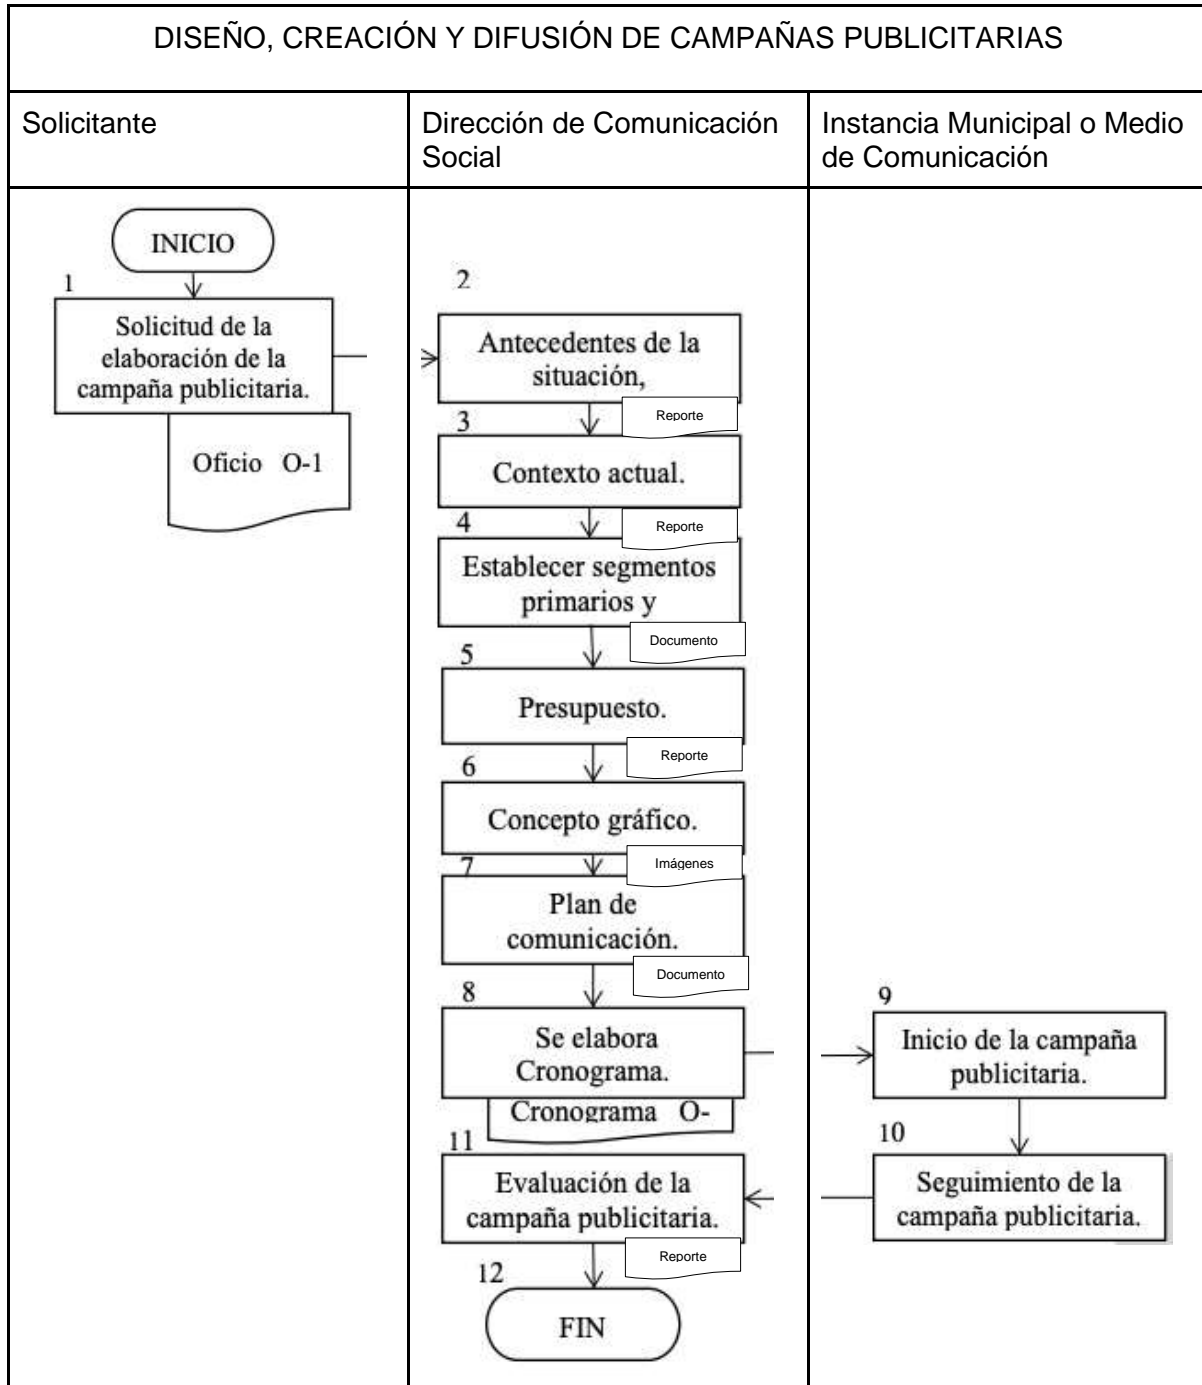 DISEÑO, CREACIÓN Y DIFUSIÓN DE CAMPAÑAS PUBLICITARIAS
Solicitante
Dirección de Comunicación
Social
Instancia Municipal o Medio
de Comunicación
INICIO
1
Solicitud de la
elaboración de la
campaña publicitaria.
Oficio O-1
2
Antecedentes de la
situación,
Reporte
3
Contexto actual.
Reporte
4
Establecer segmentos
primarios y
Documento
5
Presupuesto.
Reporte
6
Concepto gráfico.
Imágenes
7
Plan de
comunicación.
Documento
8
Se elabora
Cronograma.
Cronograma O-
9
Inicio de la campaña
publicitaria.
10
Seguimiento de la
campaña publicitaria.
11
Evaluación de la
campaña publicitaria.
Reporte
12
FIN